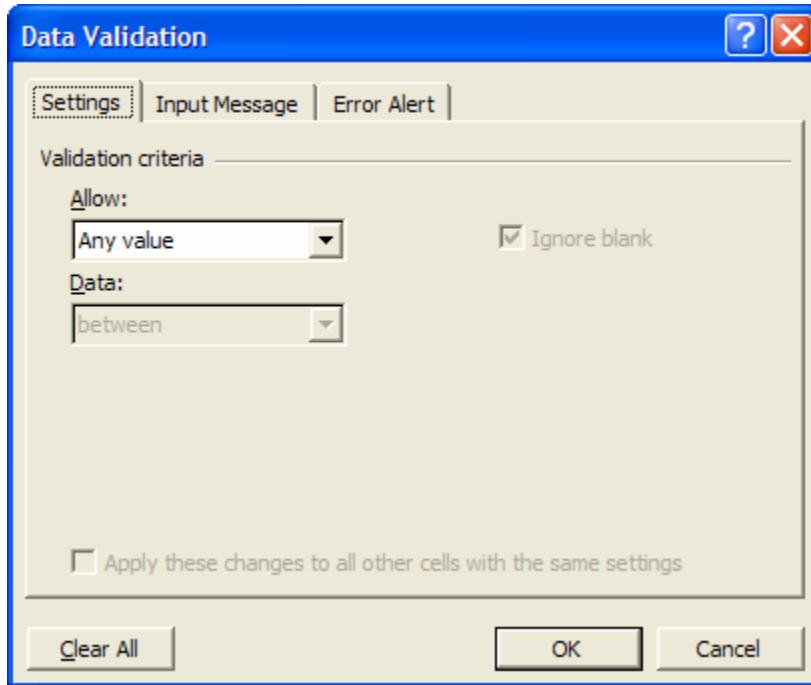 Data Validation
Settings Input Message Error Alert
Validation criteria
Allow:
Any value Ignore blank
Data:
between
Apply these changes to all other cells with the same settings
Clear All OK Cancel